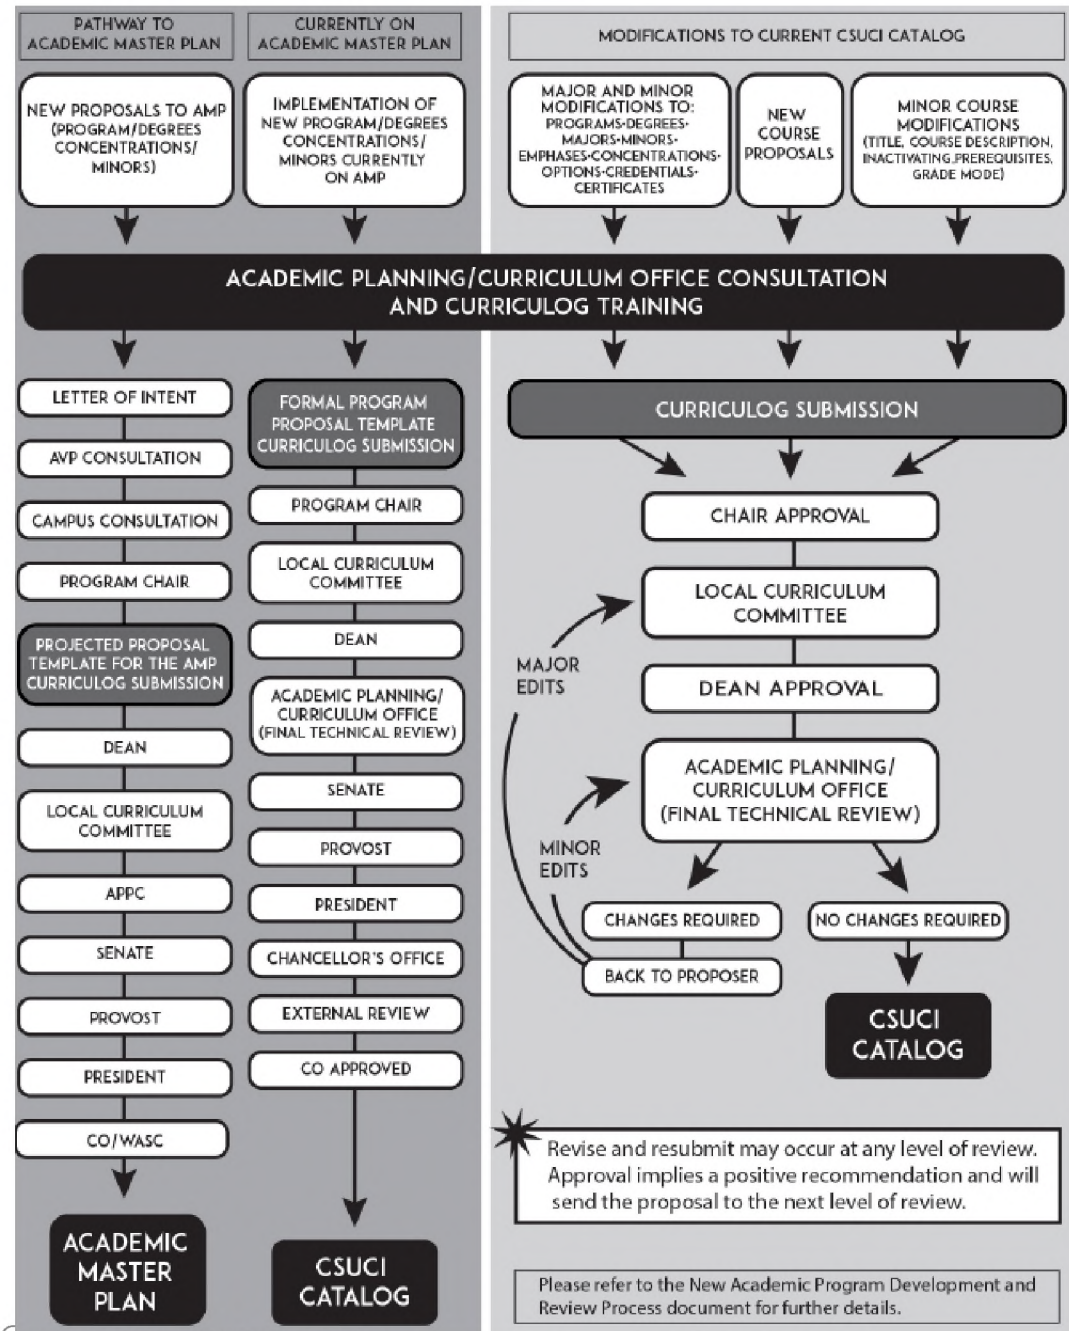 PATHWAY TO
ACADEMIC MASTER PLAN
CURRENTLY ON
ACADEMIC MASTER PLAN
MODIFICATIONS TO CURRENT CSUCI CATALOG
NEW PROPOSALS TO AMP
(PROGRAM/DEGREES
CONCENTRATIONS/
MINORS)
IMPLEMENTATION OF
NEW PROGRAM/DEGREES
CONCENTRATIONS/
MINORS CURRENTLY
ON AMP
MAJOR AND MINOR
MODIFICATIONS TO:
PROGRAMS•DEGREES•
MAJORS•MINORS•
EMPHASES•CONCENTRATIONS•
OPTIONS•CREDENTIALS•
CERTIFICATES
NEW
COURSE
PROPOSALS
MINOR COURSE
MODIFICATIONS
(TITLE, COURSE DESCRIPTION,
INACTIVATING,PREREQUISITES,
GRADE MODE)
ACADEMIC PLANNING/CURRICULUM OFFICE CONSULTATION
AND CURRICULOG TRAINING
LETTER OF INTENT
AVP CONSULTATION
CAMPUS CONSULTATION
PROGRAM CHAIR
PROJECTED PROPOSAL
TEMPLATE FOR THE AMP
CURRICULOG SUBMISSION
DEAN
LOCAL CURRICULUM
COMMITTEE
APPC
SENATE
PROVOST
PRESIDENT
CO/WASC
ACADEMIC
MASTER
PLAN
FORMAL PROGRAM
PROPOSAL TEMPLATE
CURRICULOG SUBMISSION
PROGRAM CHAIR
LOCAL CURRICULUM
COMMITTEE
DEAN
ACADEMIC PLANNING/
CURRICULUM OFFICE
(FINAL TECHNICAL REVIEW)
SENATE
PROVOST
PRESIDENT
CHANCELLOR'S OFFICE
EXTERNAL REVIEW
CO APPROVED
CSUCI
CATALOG
CURRICULOG SUBMISSION
CHAIR APPROVAL
LOCAL CURRICULUM
COMMITTEE
MAJOR
EDITS
DEAN APPROVAL
ACADEMIC PLANNING/
CURRICULUM OFFICE
(FINAL TECHNICAL REVIEW)
MINOR
EDITS
CHANGES REQUIRED
NO CHANGES REQUIRED
BACK TO PROPOSER
CSUCI
CATALOG
Revise and resubmit may occur at any level of review.
Approval implies a positive recommendation and will
send the proposal to the next level of review.
Please refer to the New Academic Program Development and
Review Process document for further details.